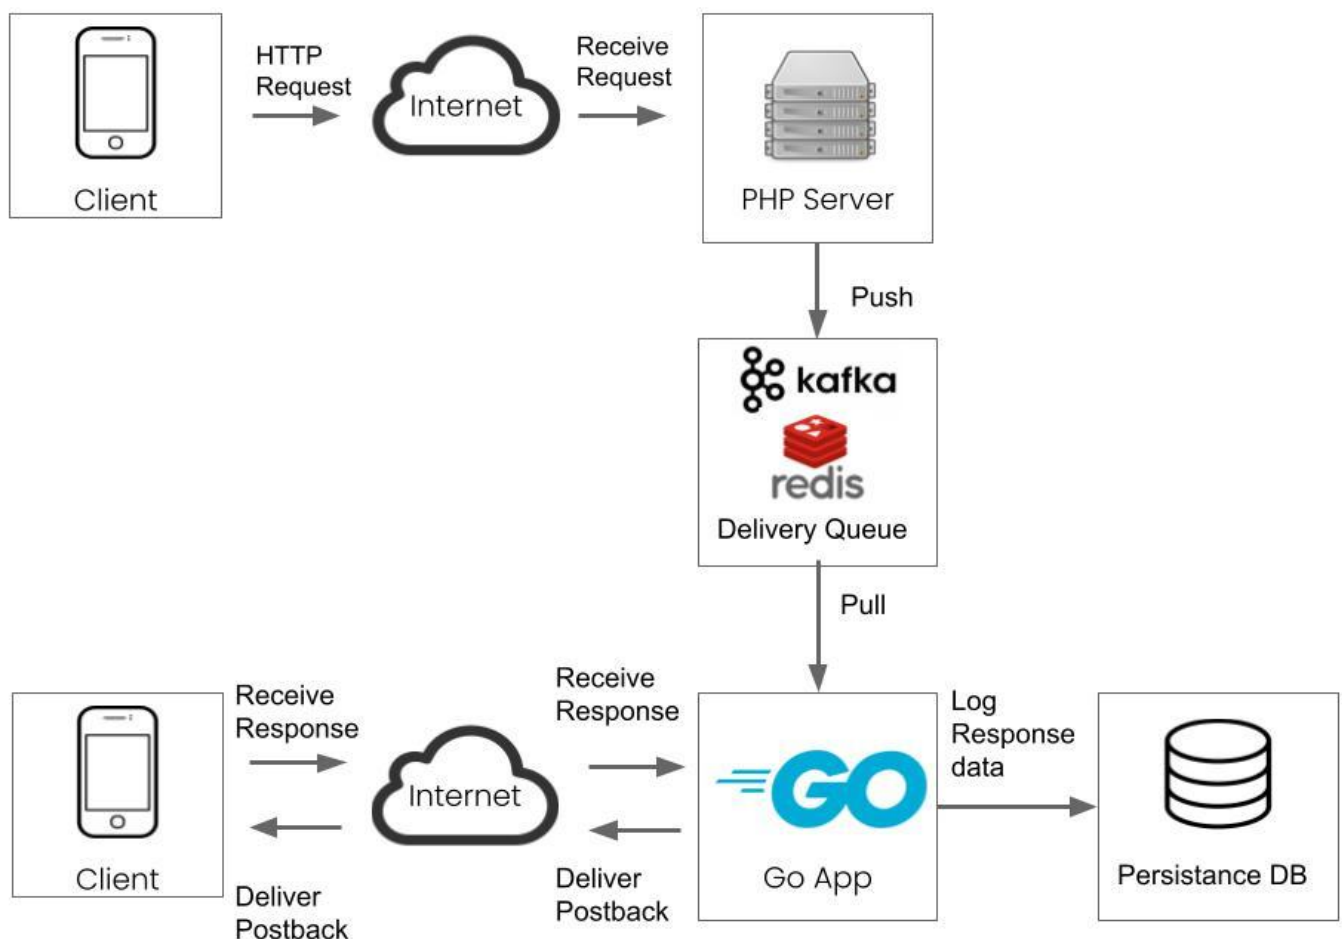 HTTP
Request
Receive
Request
Internet
Client
PHP Server
Push
kafka
redis
Delivery Queue
Pull
Receive
Response
Receive
Response
Log
Response
data
Internet
GO
Client
Deliver
Postback
Deliver
Postback
Go App
Persistance DB